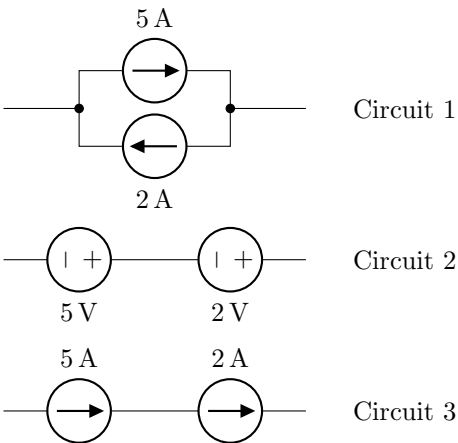 5 A
Circuit 1
2 A
Circuit 2
5 V 2 V
5 A 2 A
Circuit 3